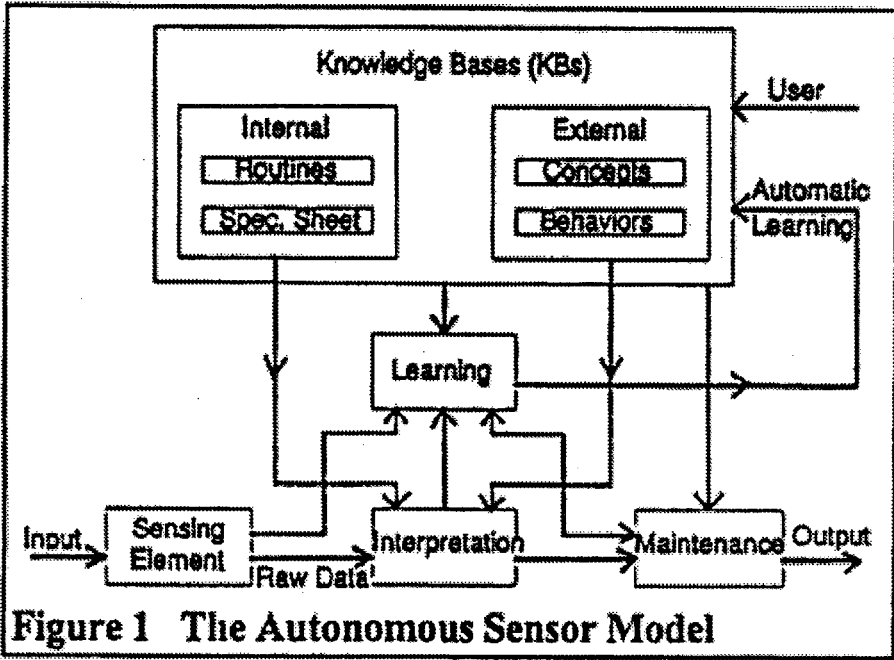 Knowledge Bases (KBs)
Internal
Routines
Spec. Sheet
External
Concepts
Behaviors
User
Automatic
Learning
Learning
Input
Sensing
Element
Raw Data
Interpretation
Maintenance
Output
Figure 1 The Autonomous Sensor Model